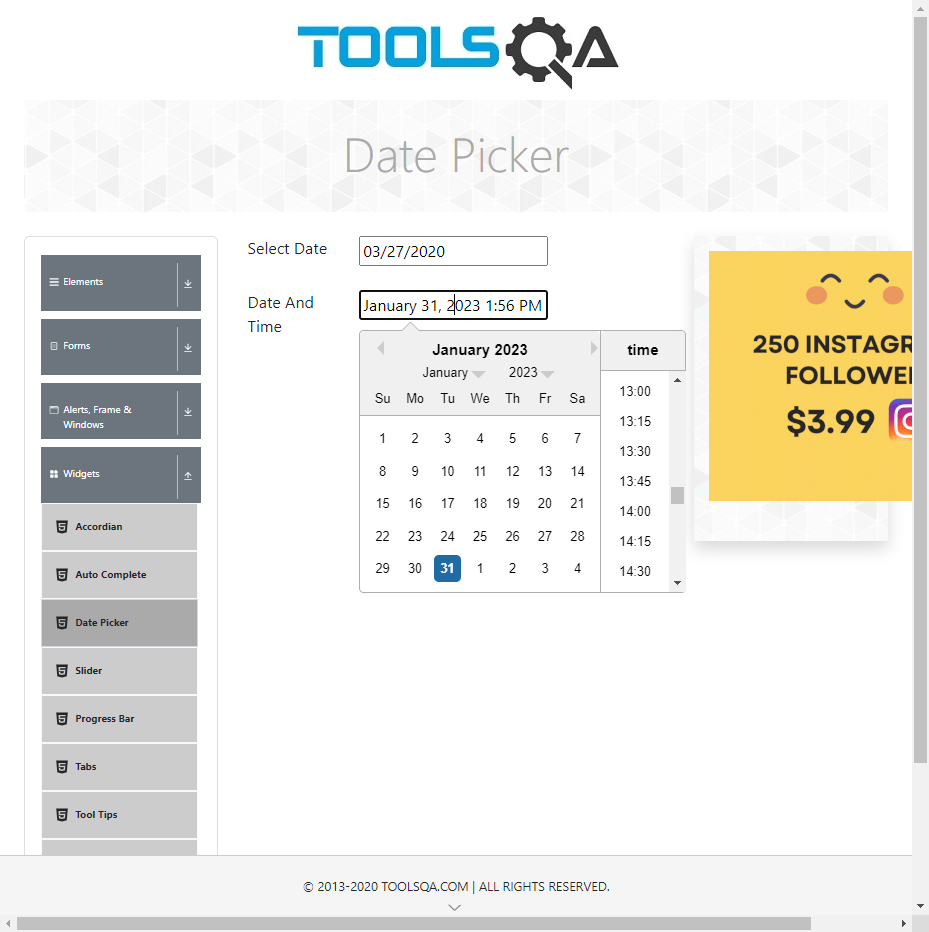 TOOLSQA
Date Picker
Elements
Forms
Alerts, Frame &
Windows
Widgets
Accordian
Auto Complete
Date Picker
Slider
Progress Bar
Tabs
Tool Tips
Select Date
03/27/2020
Date And
Time
January 31, 2023 1:56 PM
January 2023
January 2023
Su Mo Tu We Th Fr Sa
1 2 3 4 5 6 7
8 9 10 11 12 13 14
15 16 17 18 19 20 21
22 23 24 25 26 27 28
29 30 31 1 2 3 4
time
13:00
13:15
13:30
13:45
14:00
14:15
14:30
250 INSTAGR
FOLLOWE
$3.99
© 2013-2020 TOOLSQA.COM | ALL RIGHTS RESERVED.